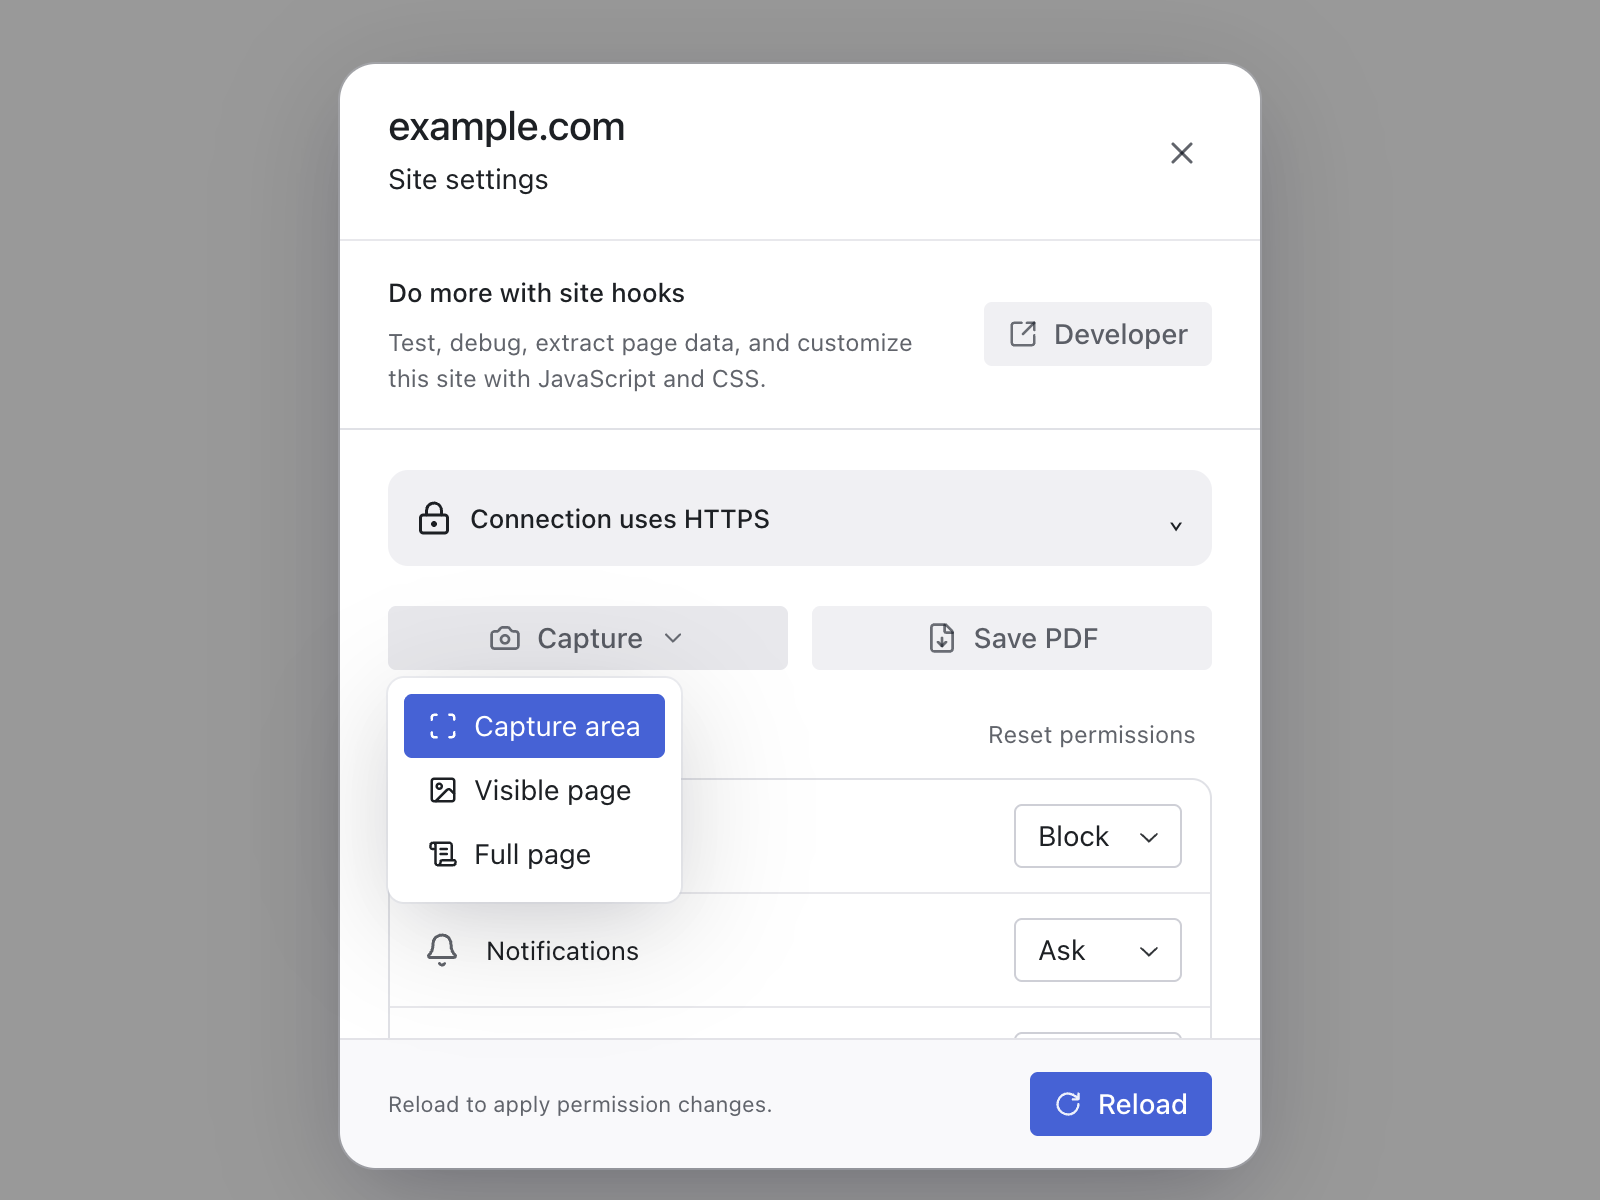 example.com
Site settings
Do more with site hooks
Test, debug, extract page data, and customize
this site with JavaScript and CSS.
Developer
Connection uses HTTPS
Capture
Save PDF
Capture area
Visible page
Full page
Reset permissions
Block
Notifications
Ask
Reload to apply permission changes.
Reload